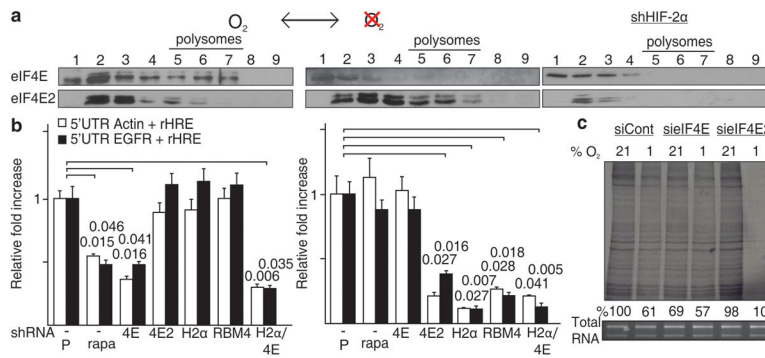 a
O2
O2
shHIF-2α
polysomes
polysomes
polysomes
1 2 3 4 5 6 7 8 9
1 2 3 4 5 6 7 8 9
1 2 3 4 5 6 7 8 9
eIF4E
eIF4E2
b
5'UTR Actin + rHRE
5'UTR EGFR + rHRE
Relative fold increase
1
0.046
0.015
0.041
0.016
0.035
0.006
shRNA
- - 4E 4E2 H2α RBM4 H2α/
P rapa 4E
Relative fold increase
1
0.016
0.027
0.007
0.027
0.018
0.028
0.005
0.041
- - 4E 4E2 H2α RBM4 H2α/
P rapa 4E
c
siCont sieIF4E sieIF4E2
% O2 21 1 21 1 21 1
% 100 61 69 57 98 10
Total
RNA